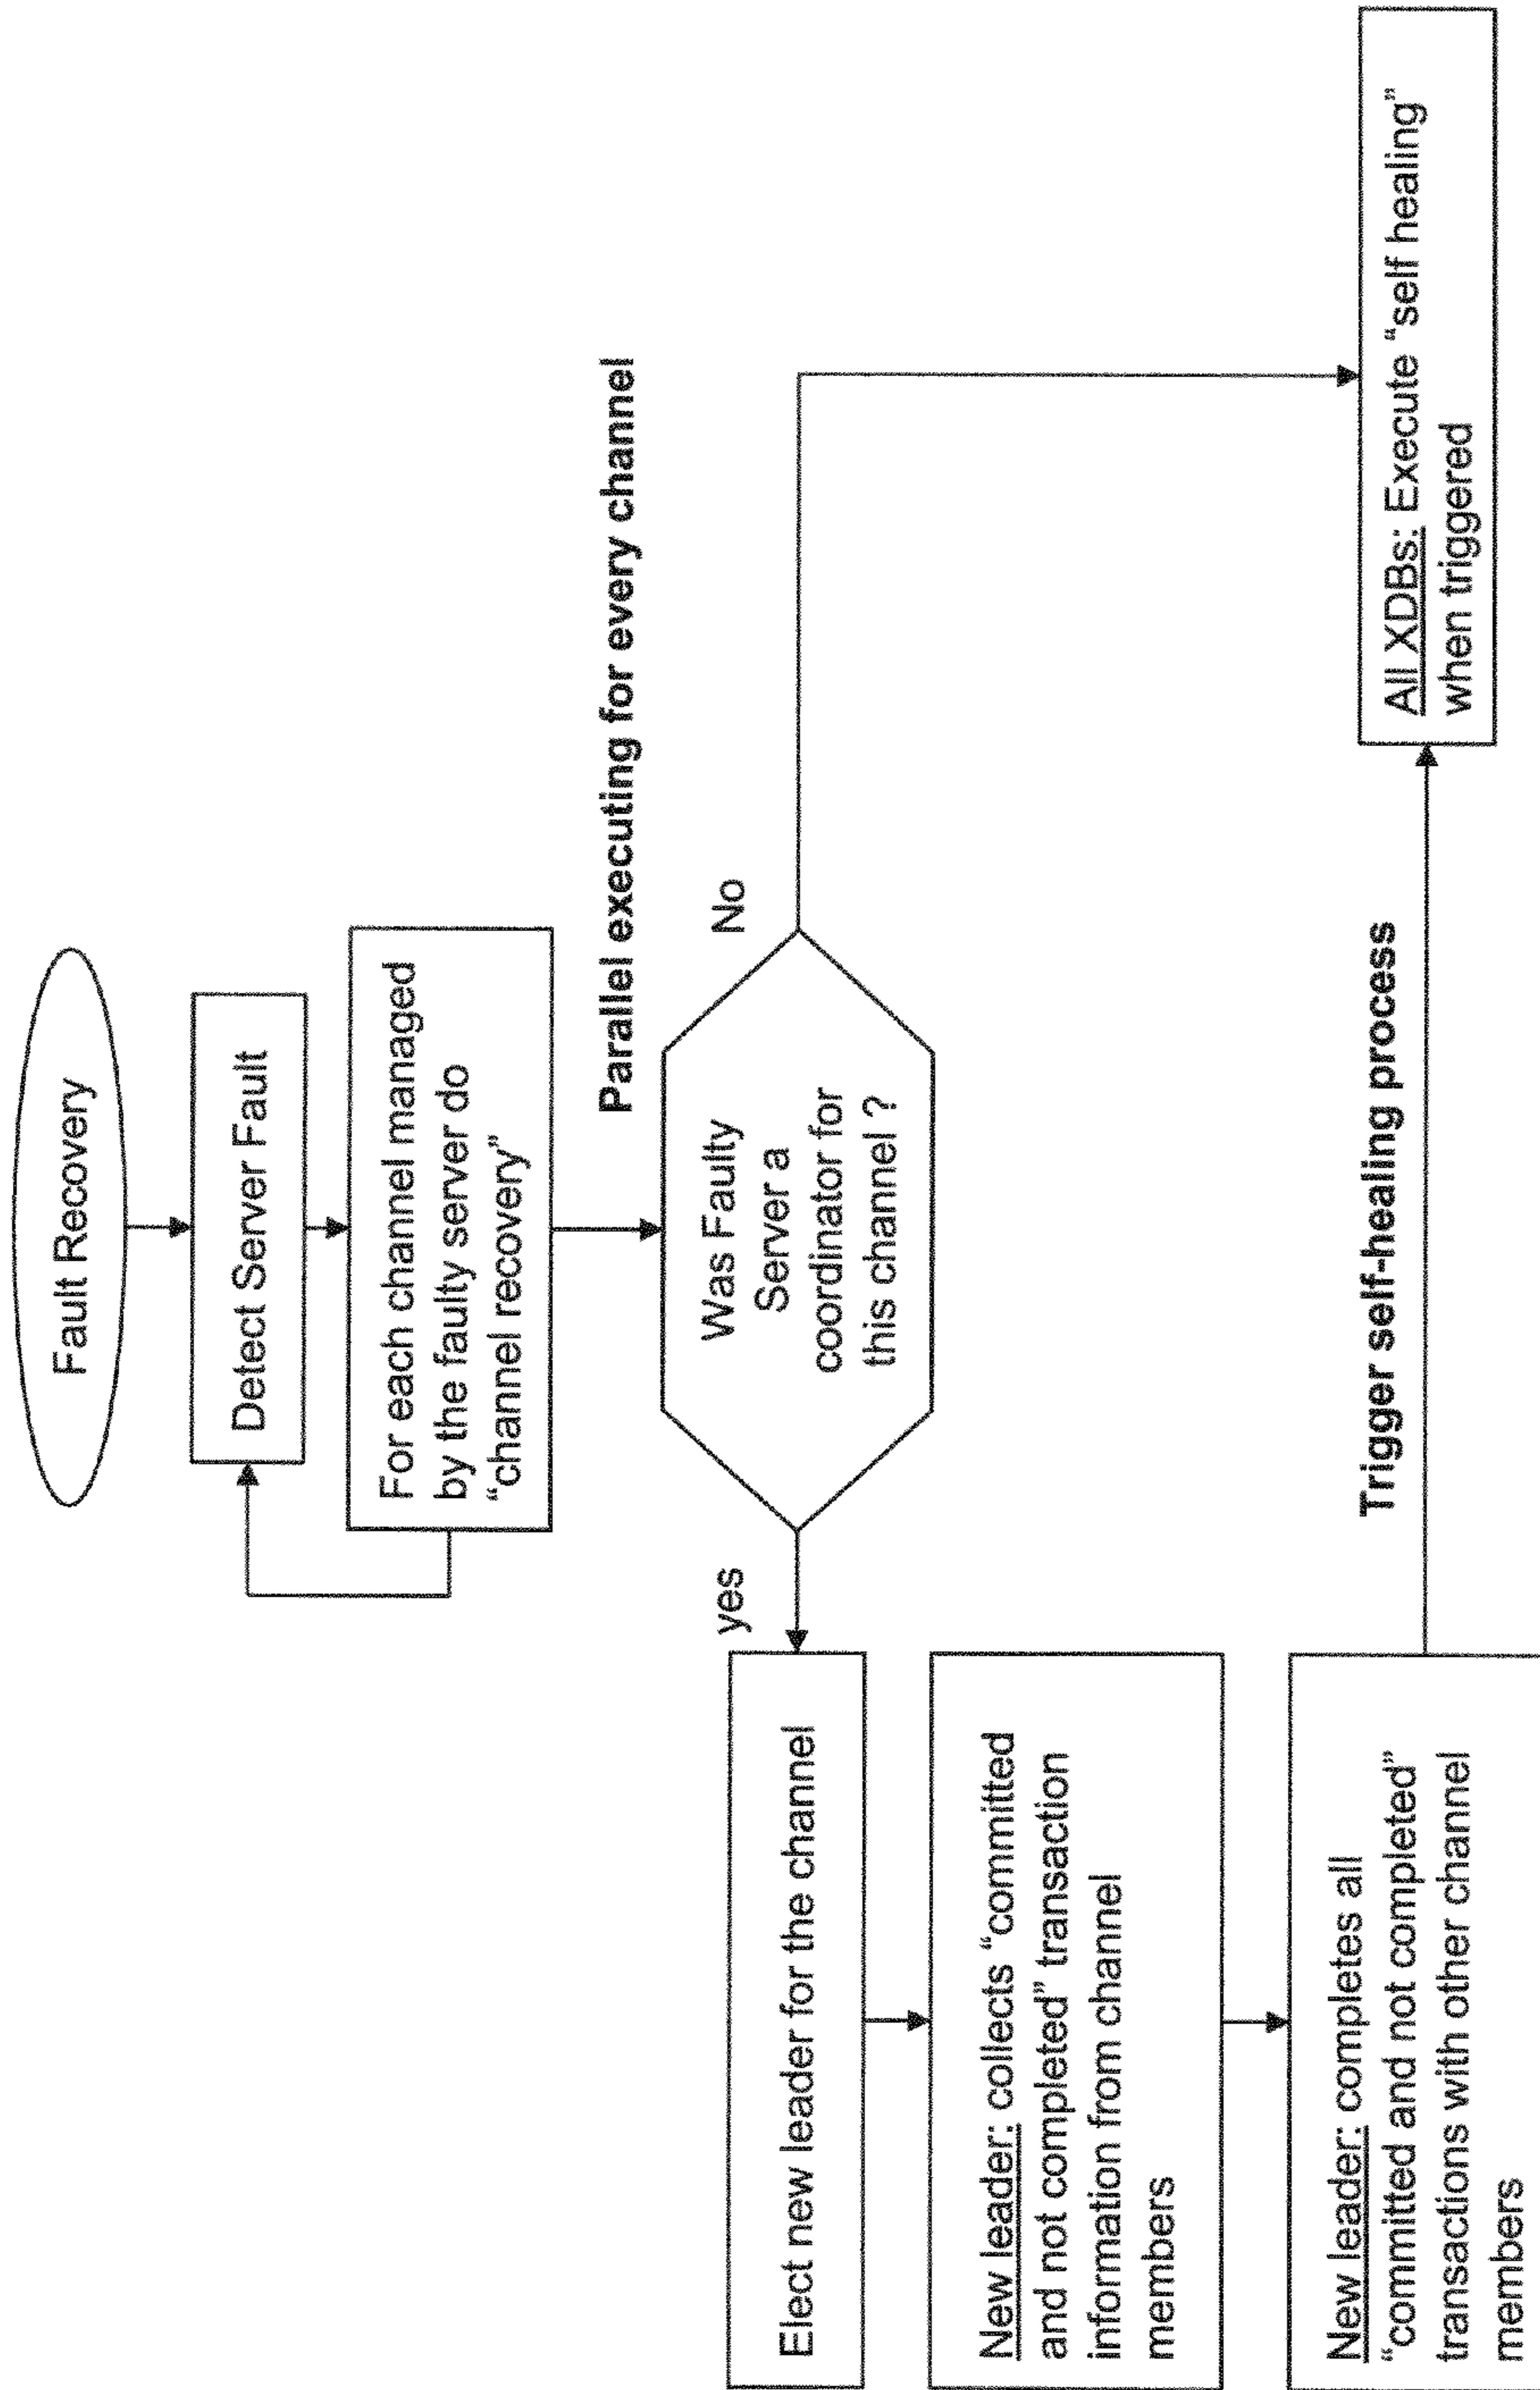 Fault Recovery
Detect Server Fault
For each channel managed
by the faulty server do
“channel recovery”
Parallel executing for every channel
Was Faulty
Server a
coordinator for
this channel ?
yes
No
Elect new leader for the channel
New leader: collects “committed
and not completed” transaction
information from channel
members
New leader: completes all
“committed and not completed”
transactions with other channel
members
Trigger self-healing process
All XDBs: Execute “self healing”
when triggered